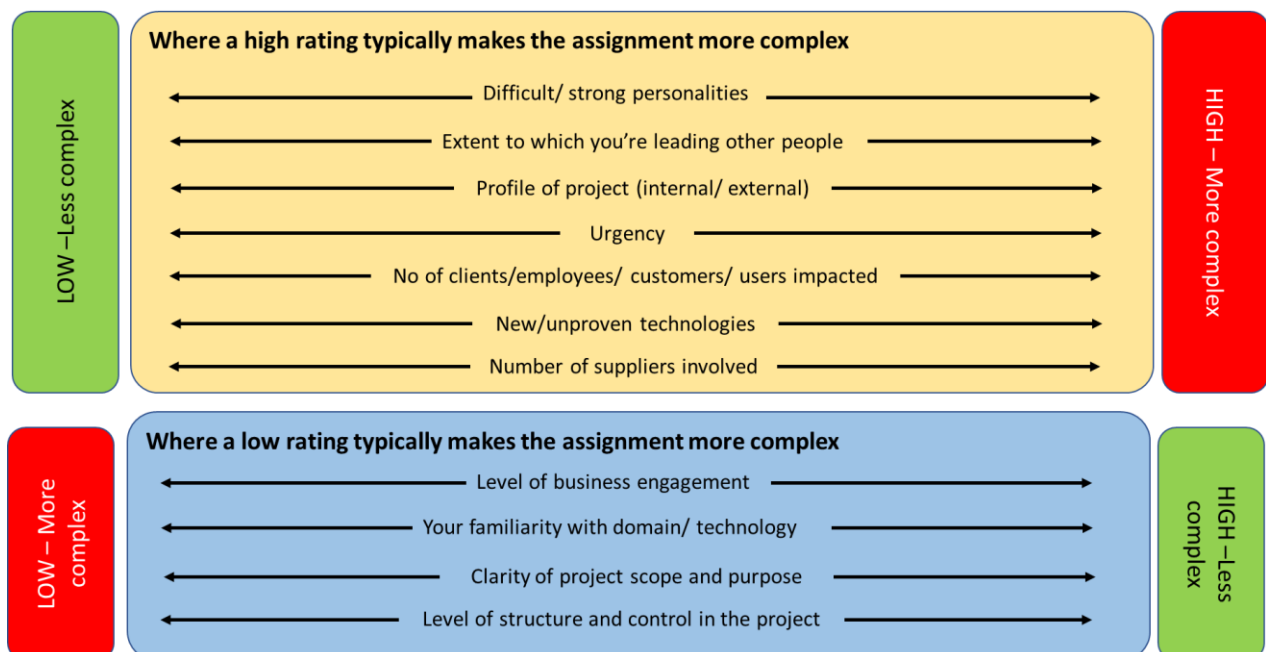 LOW –Less complex
Where a high rating typically makes the assignment more complex
Difficult/ strong personalities
Extent to which you're leading other people
Profile of project (internal/ external)
Urgency
No of clients/employees/ customers/ users impacted
New/unproven technologies
Number of suppliers involved
HIGH – More complex
LOW – More
complex
Where a low rating typically makes the assignment more complex
Level of business engagement
Your familiarity with domain/ technology
Clarity of project scope and purpose
Level of structure and control in the project
HIGH –Less
complex